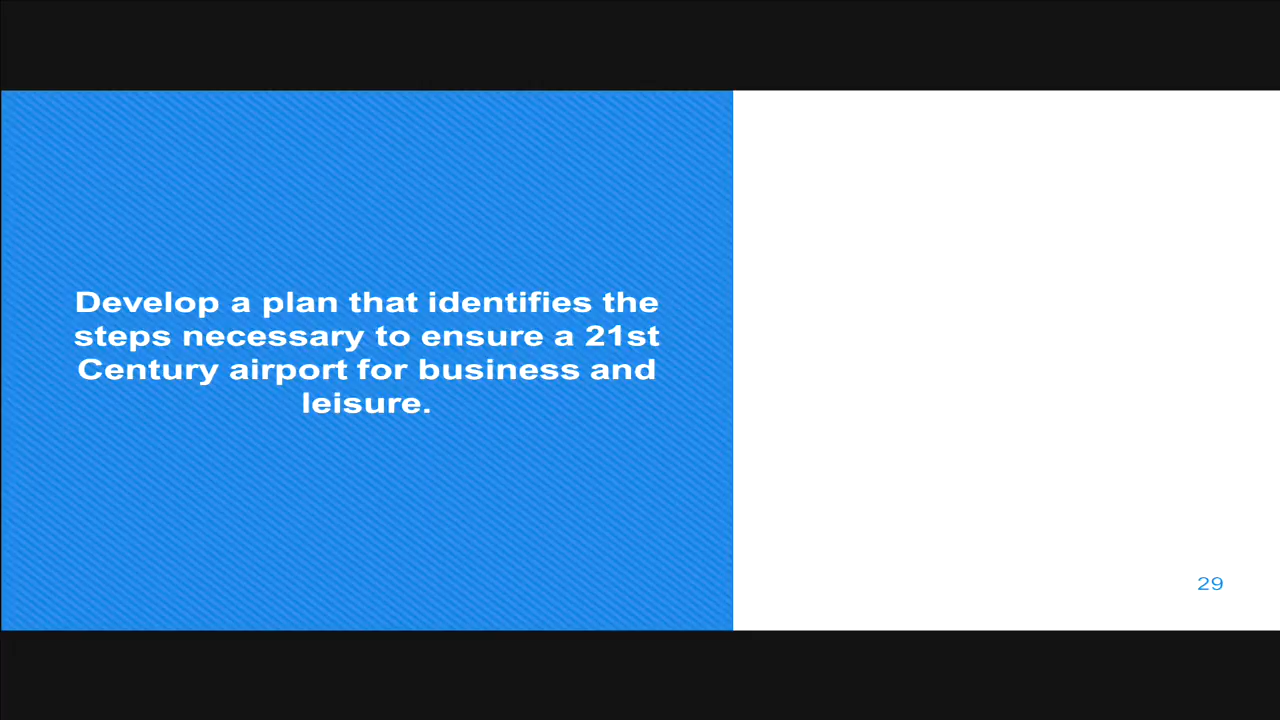 Develop a plan that identifies the
steps necessary to ensure a 21st
Century airport for business and
leisure.
29